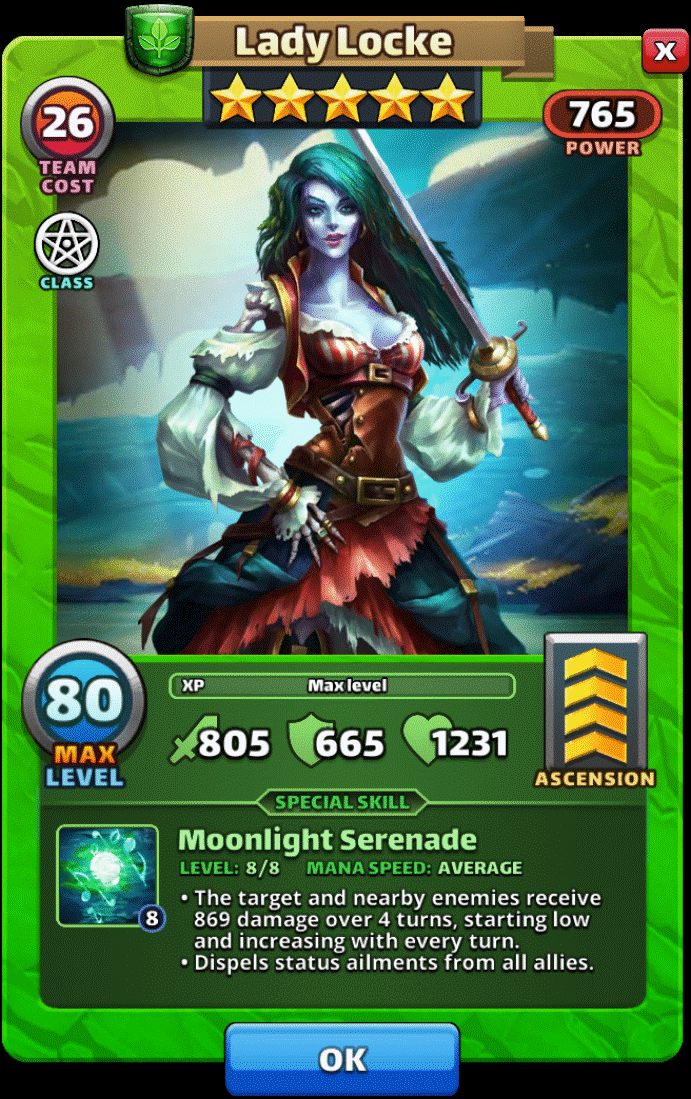 Lady Locke
X
26
TEAM
COST
765
POWER
CLASS
80
MAX
LEVEL
XP Max level
805 665 1231
ASCENSION
SPECIAL SKILL
Moonlight Serenade
LEVEL: 8/8 MANA SPEED: AVERAGE
8
• The target and nearby enemies receive
869 damage over 4 turns, starting low
and increasing with every turn.
• Dispels status ailments from all allies.
OK